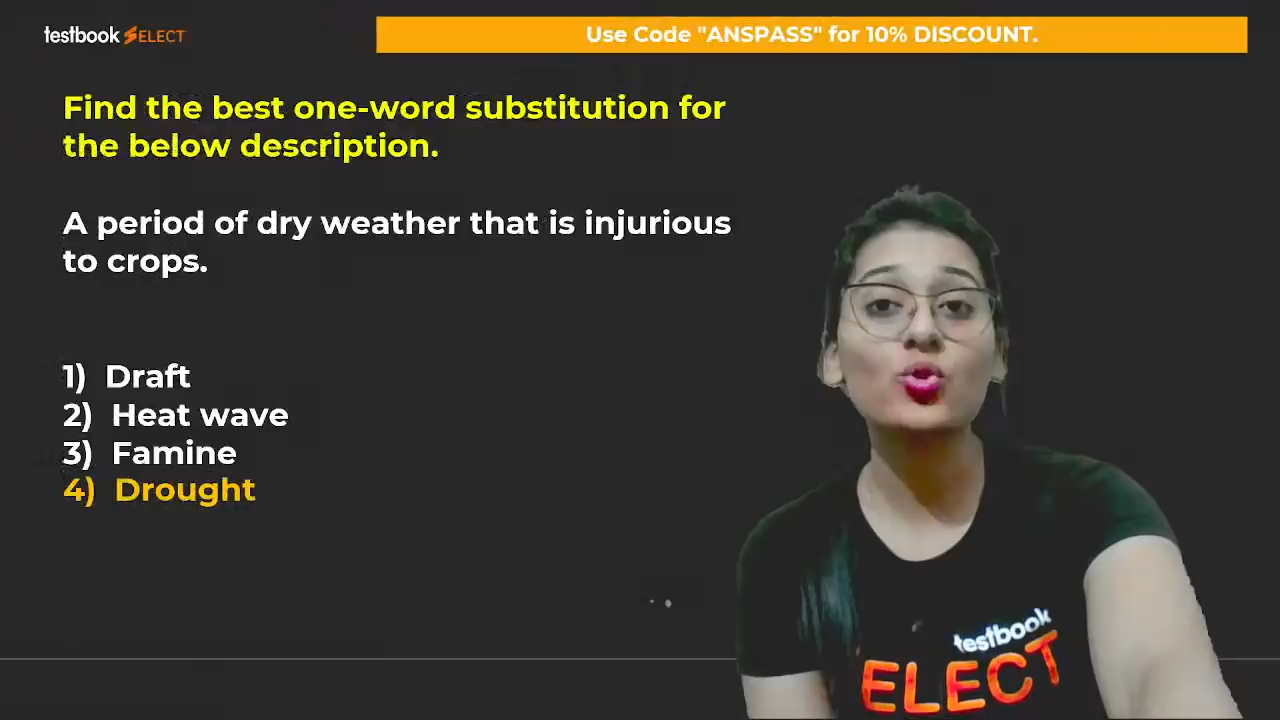 testbook SELECT
Use Code "ANSPASS" for 10% DISCOUNT.
Find the best one-word substitution for
the below description.
A period of dry weather that is injurious
to crops.
1) Draft
2) Heat wave
3) Famine
4) Drought
testbook
ELECT